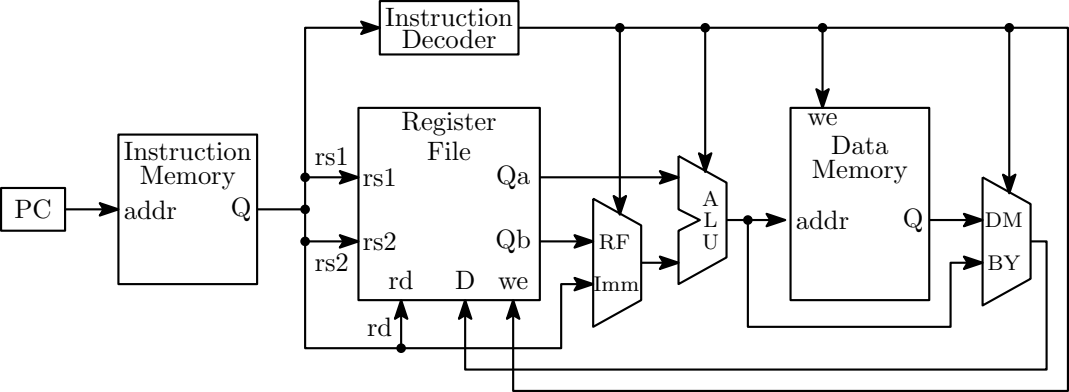 Instruction
Decoder
PC
Instruction
Memory
addr
Q
rs1
rs2
rd
Register
File
rs1
rs2
Qa
Qb
rd
D
we
RF
Imm
A
L
U
we
Data
Memory
addr
Q
DM
BY